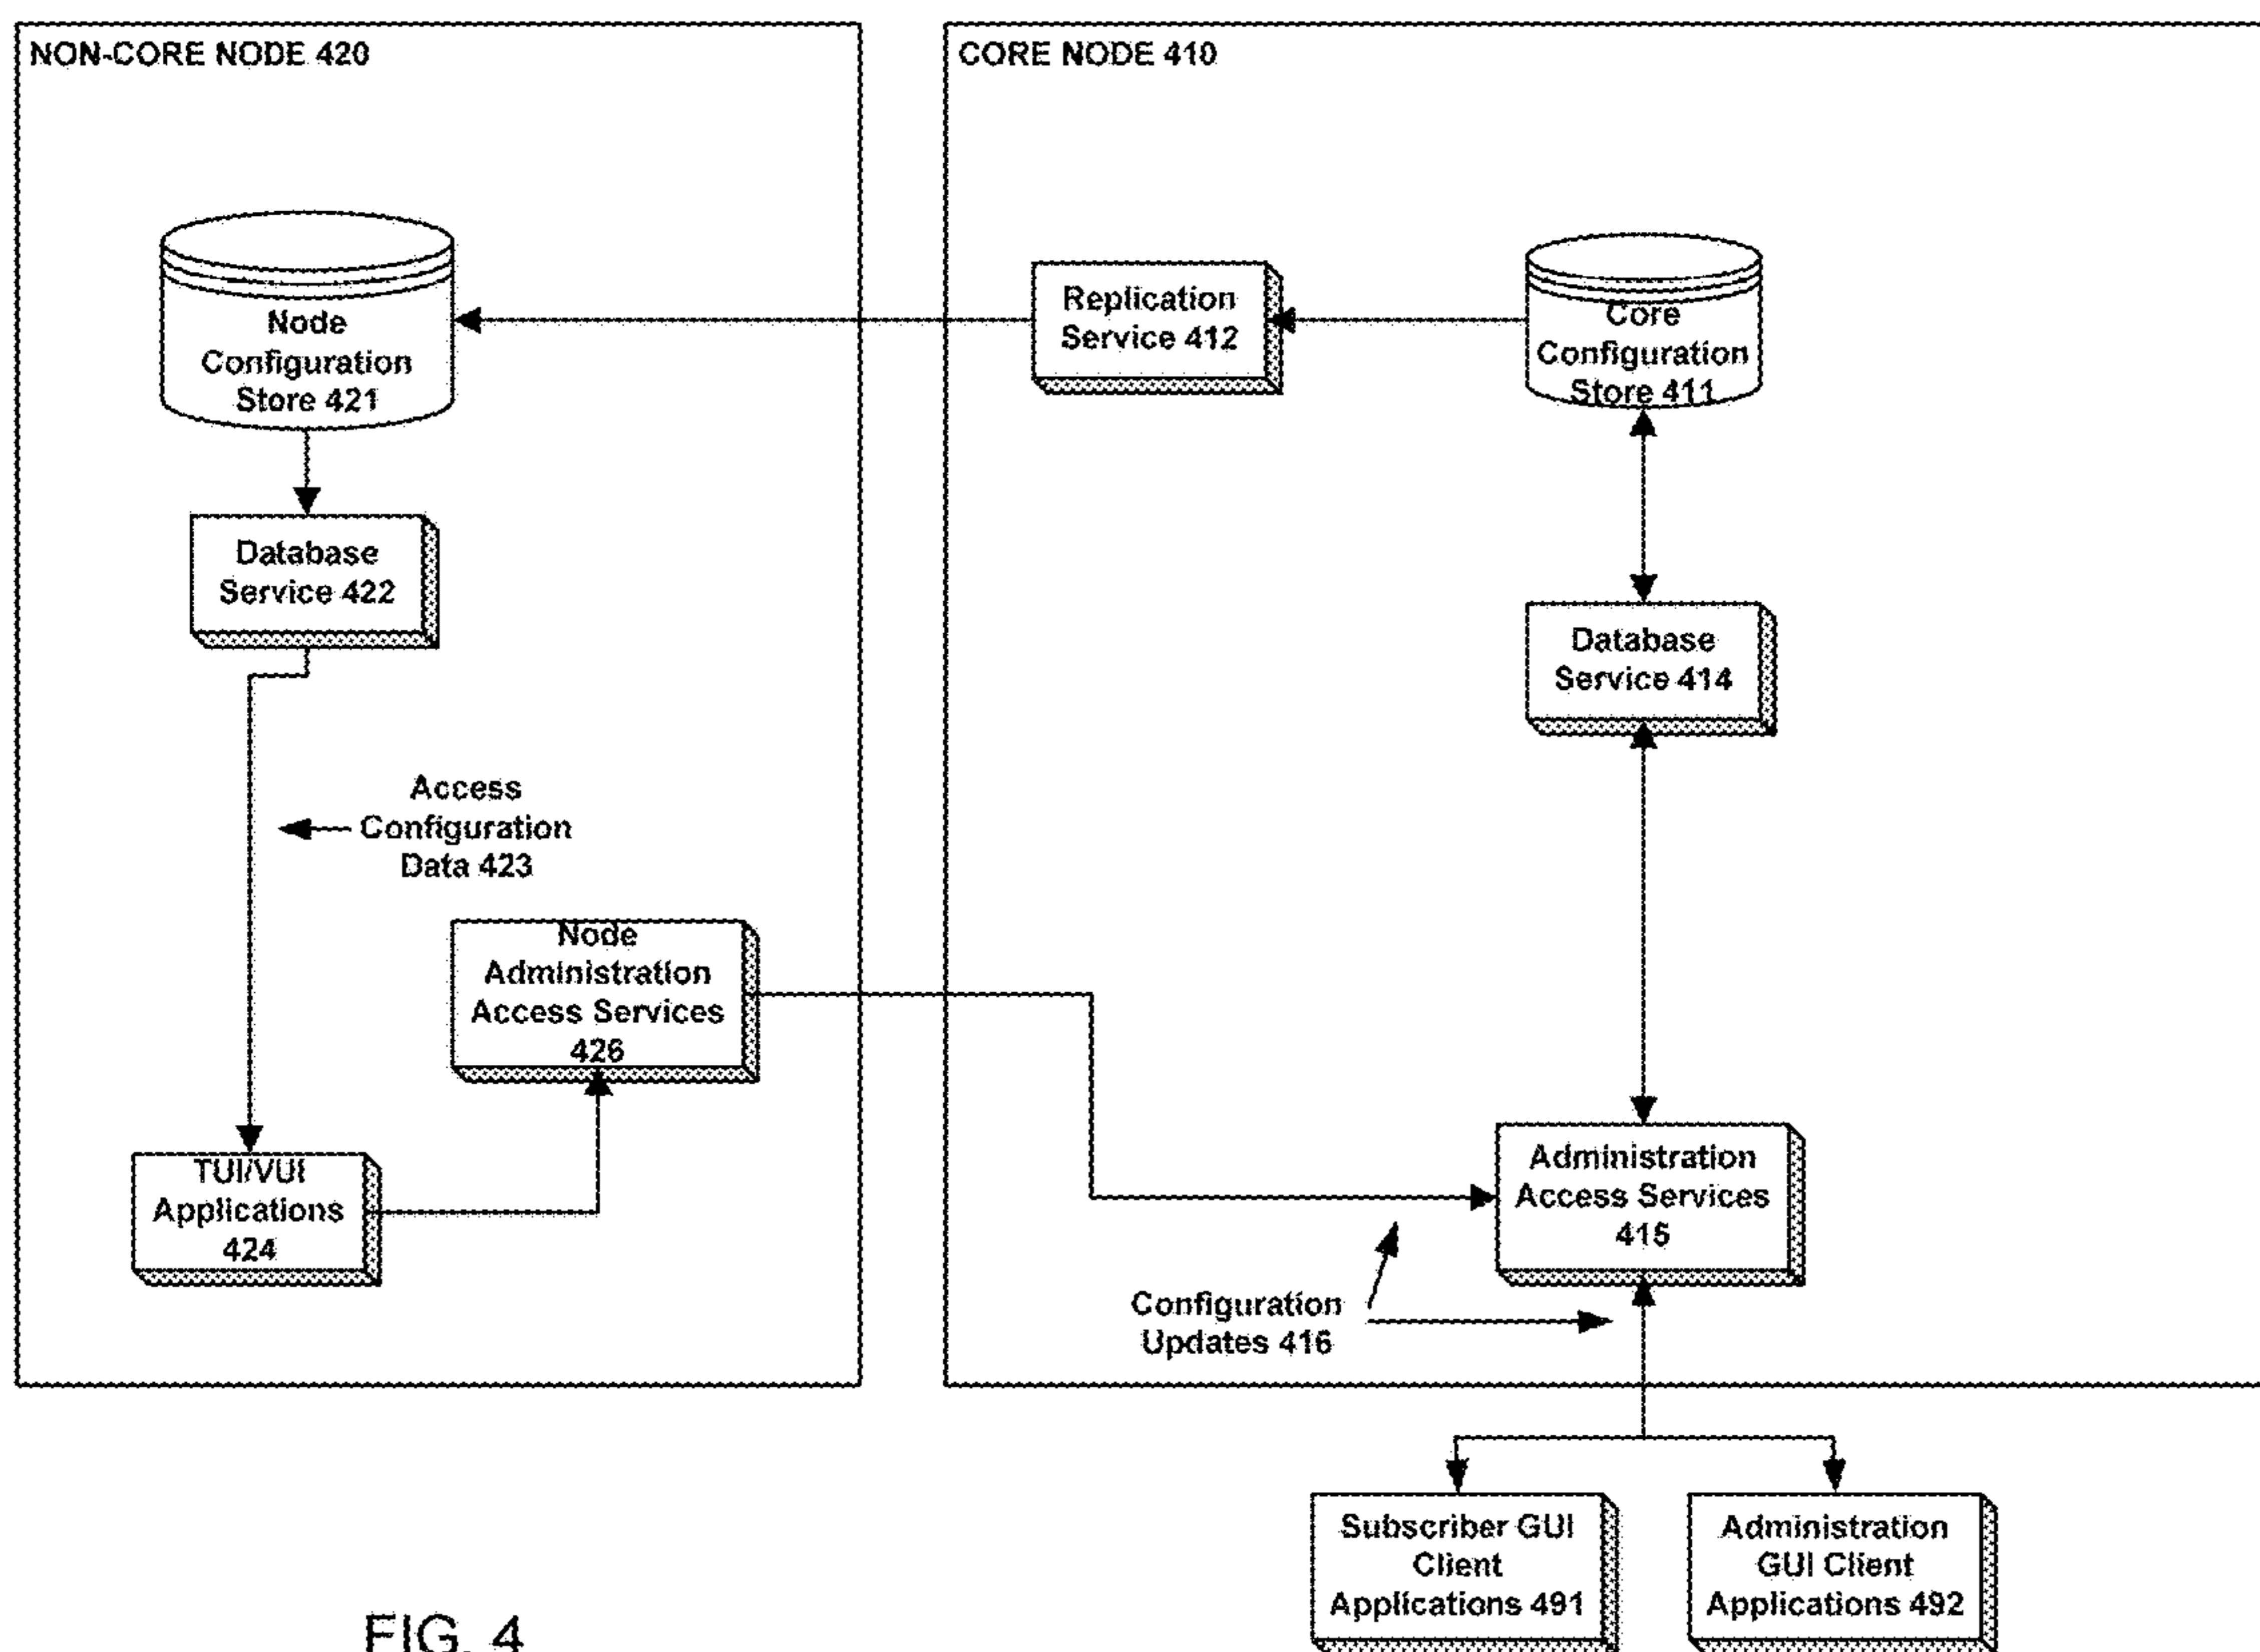 NON-CORE NODE 420
CORE NODE 410
Node
Configuration
Store 421
Replication
Service 412
Core
Configuration
Store 411
Database
Service 422
Database
Service 414
Access
Configuration
Data 423
Node
Administration
Access Services
426
TUI/VUI
Applications
424
Administration
Access Services
415
Configuration
Updates 416
Subscriber GUI
Client
Applications 491
Administration
GUI Client
Applications 492
FIG. 4